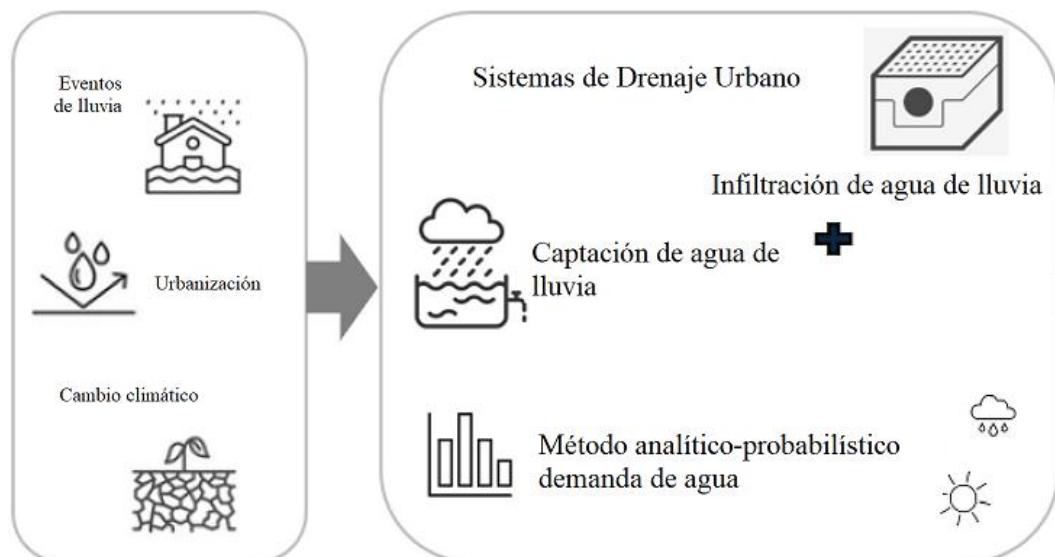 Eventos
de lluvia
Urbanización
Cambio climático
Sistemas de Drenaje Urbano
Infiltración de agua de lluvia
Captación de agua de
lluvia
Método analítico-probabilístico
demanda de agua